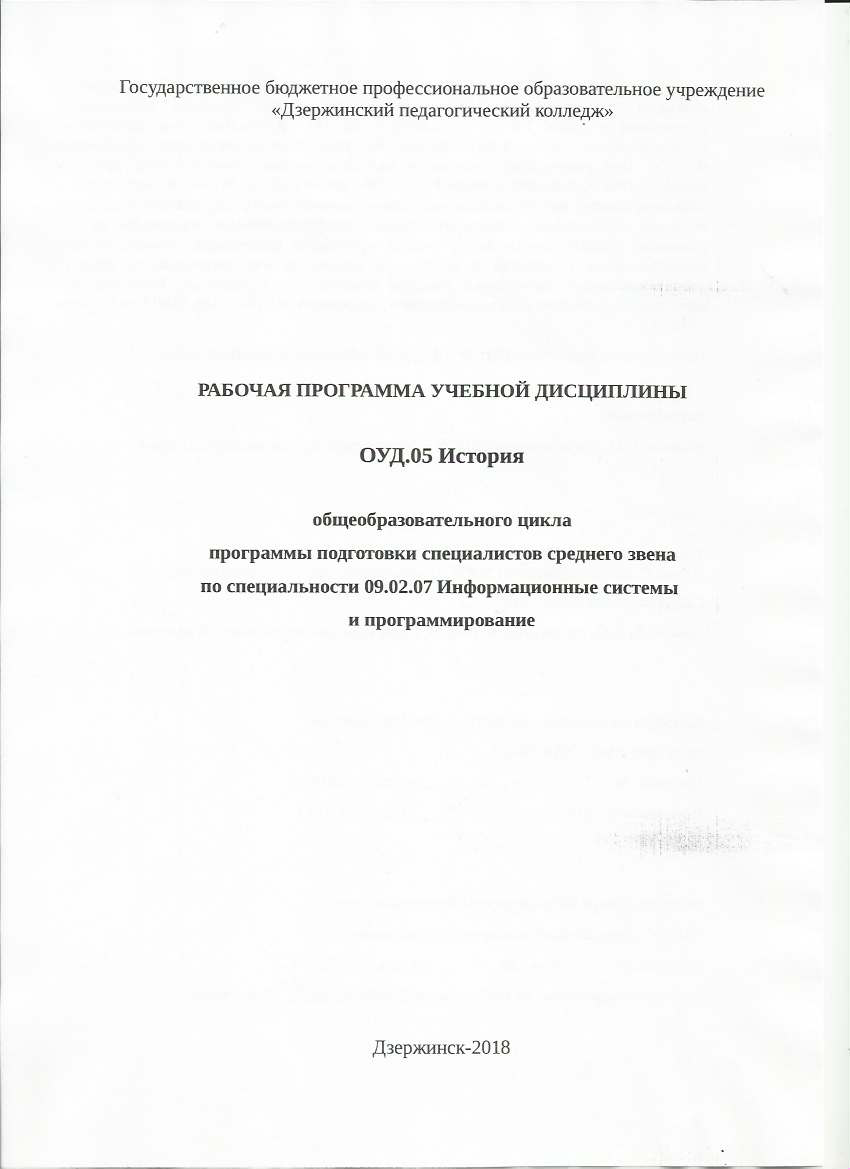 Государственное бюджетное профессиональное образовательное учреждение
«Дзержинский педагогический колледж»
РАБОЧАЯ ПРОГРАММА УЧЕБНОЙ ДИСЦИПЛИНЫ
ОУД.05 История
общеобразовательного цикла
программы подготовки специалистов среднего звена
по специальности 09.02.07 Информационные системы
и программирование
Дзержинск-2018